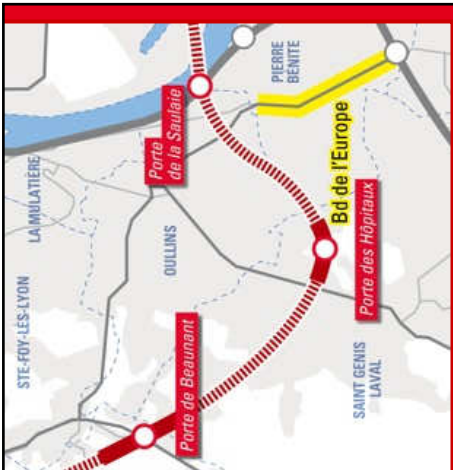 PIERRE
BÉNITE
Porte
de la Saulaie
Bd de l'Europe
LA MULATIÈRE
OULLINS
Porte des Hôpitaux
STE-FOY-LÈS-LYON
Porte de Beaunant
SAINT GENIS
LAVAL